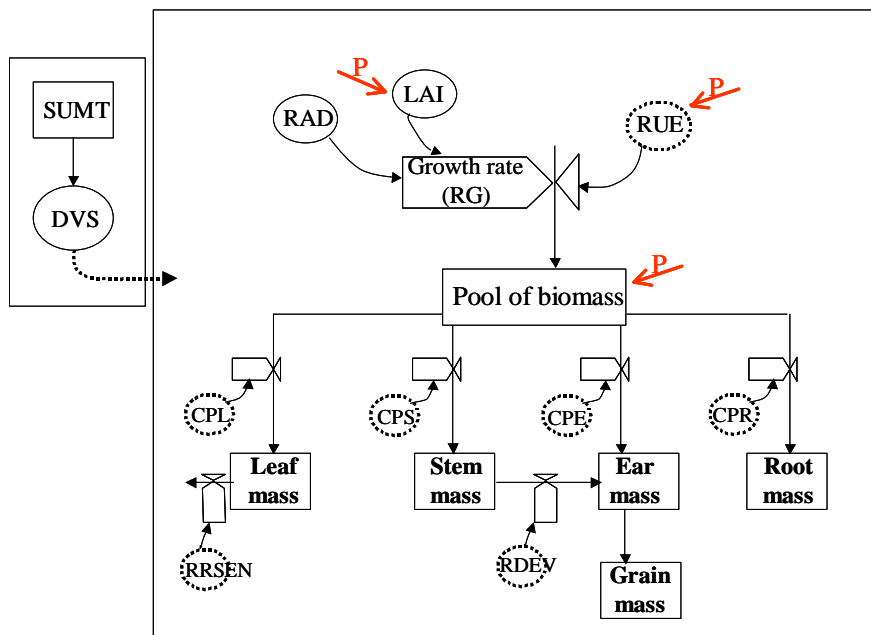 P
LAI
P
SUMT
RAD
RUE
Growth rate
(RG)
DVS
P
Pool of biomass
CPL
CPS
CPE
CPR
Leaf
mass
Stem
mass
Ear
mass
Root
mass
RRSEN
RDEV
Grain
mass